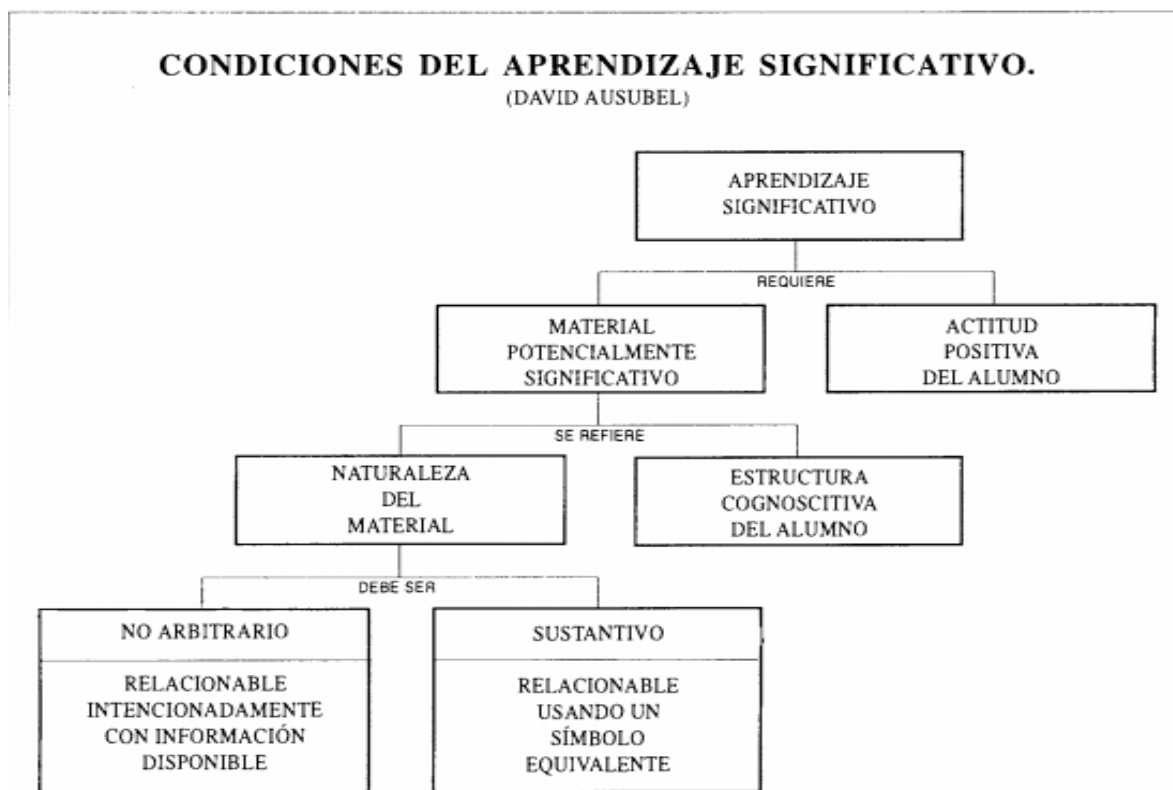 CONDICIONES DEL APRENDIZAJE SIGNIFICATIVO.
(DAVID AUSUBEL)
APRENDIZAJE
SIGNIFICATIVO
REQUIERE
MATERIAL
POTENCIALMENTE
SIGNIFICATIVO
ACTITUD
POSITIVA
DEL ALUMNO
SE REFIERE
NATURALEZA
DEL
MATERIAL
ESTRUCTURA
COGNOSCITIVA
DEL ALUMNO
DEBE SER
NO ARBITRARIO
RELACIONABLE
INTENCIONADAMENTE
CON INFORMACIÓN
DISPONIBLE
SUSTANTIVO
RELACIONABLE
USANDO UN
SÍMBOLO
EQUIVALENTE